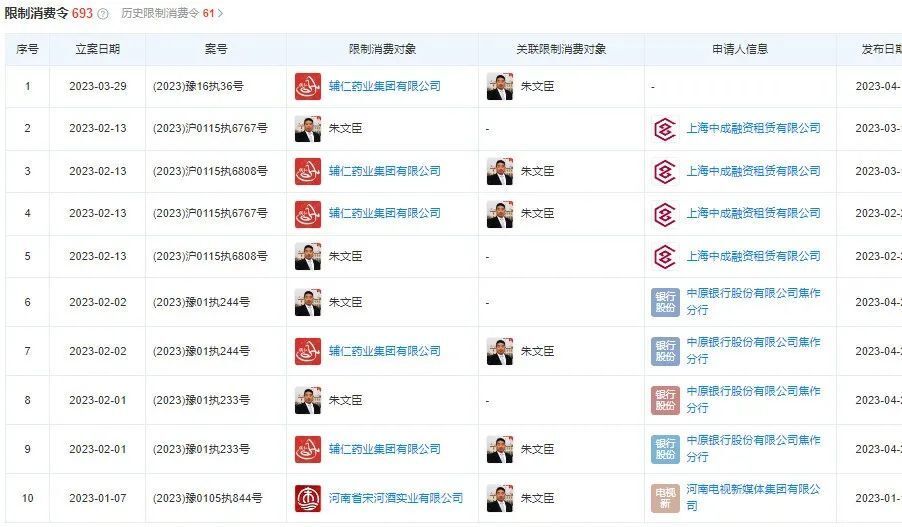 限制消费令 693 ? 历史限制消费令 61 >
序号 立案日期 案号 限制消费对象 关联限制消费对象 申请人信息 发布日期
1 2023-03-29 (2023)豫16执36号 辅仁药业集团有限公司 朱文臣 - 2023-04-
2 2023-02-13 (2023)沪0115执6767号 朱文臣 - 上海中成融资租赁有限公司 2023-03-
3 2023-02-13 (2023)沪0115执6808号 辅仁药业集团有限公司 朱文臣 上海中成融资租赁有限公司 2023-03-
4 2023-02-13 (2023)沪0115执6767号 辅仁药业集团有限公司 朱文臣 上海中成融资租赁有限公司 2023-02-2
5 2023-02-13 (2023)沪0115执6808号 朱文臣 - 上海中成融资租赁有限公司 2023-02-2
6 2023-02-02 (2023)豫01执244号 朱文臣 - 银行股份 中原银行股份有限公司焦作
分行 2023-04-2
7 2023-02-02 (2023)豫01执244号 辅仁药业集团有限公司 朱文臣 银行股份 中原银行股份有限公司焦作
分行 2023-04-2
8 2023-02-01 (2023)豫01执233号 朱文臣 - 银行股份 中原银行股份有限公司焦作
分行 2023-04-2
9 2023-02-01 (2023)豫01执233号 辅仁药业集团有限公司 朱文臣 银行股份 中原银行股份有限公司焦作
分行 2023-04-2
10 2023-01-07 (2023)豫0105执844号 河南省宋河酒实业有限公司 朱文臣 电视新 河南电视新媒体集团有限公
司 2023-01-